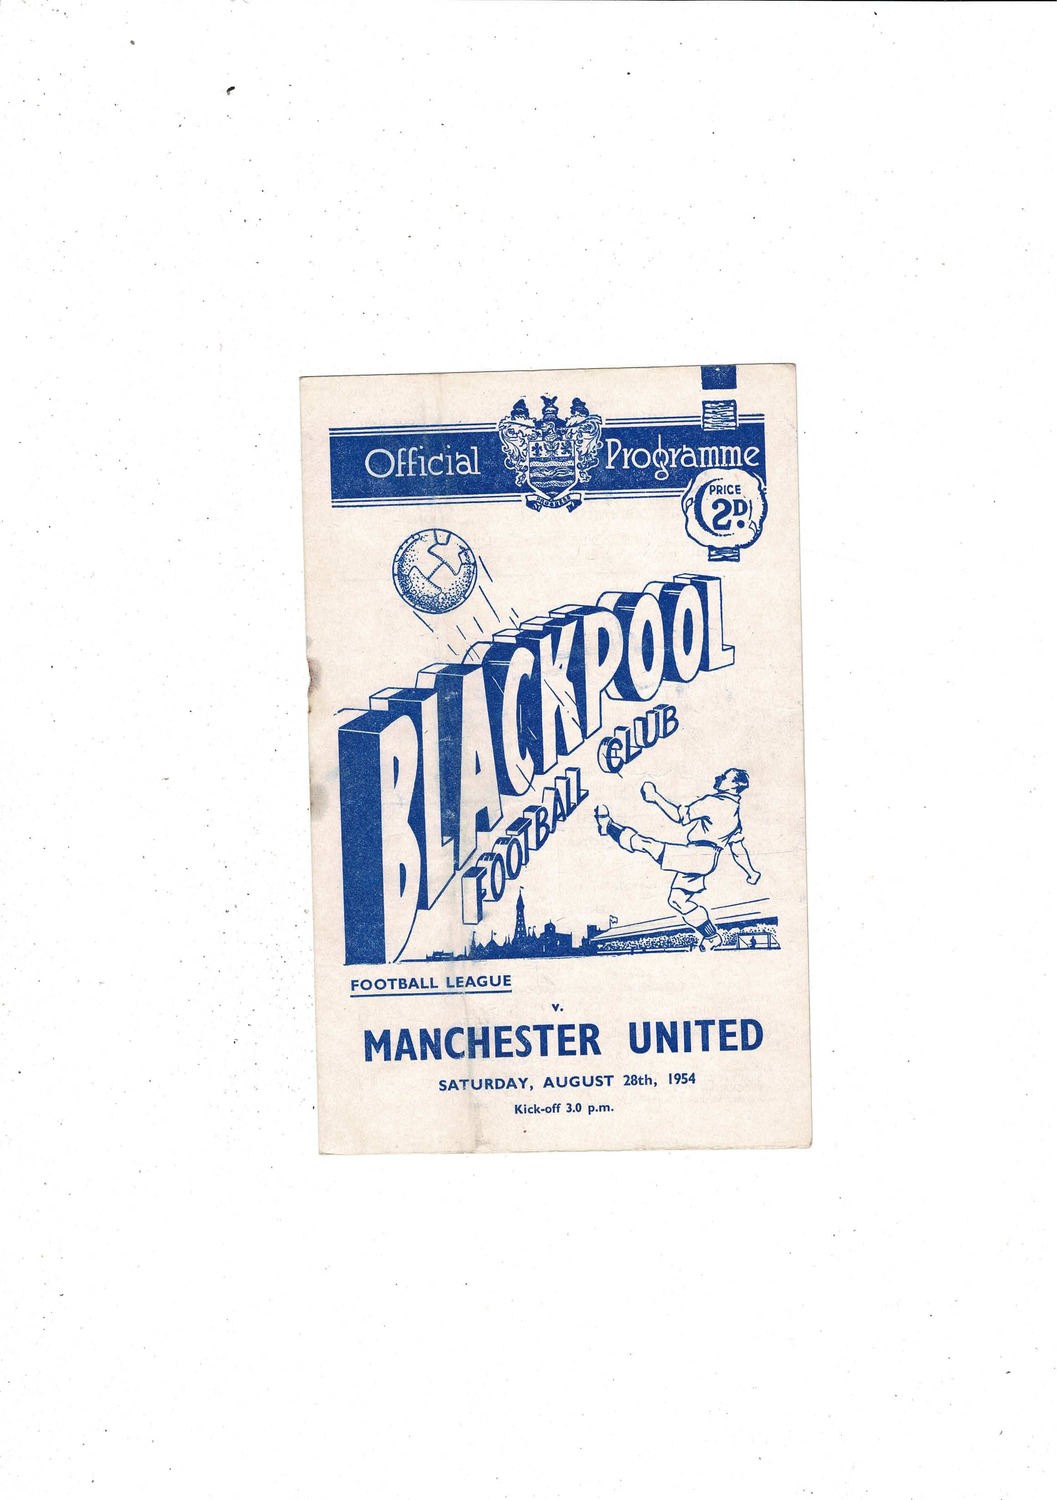 Official Programme
PRICE
2D.
BLACKPOOL
FOOTBALL CLUB
FOOTBALL LEAGUE
v.
MANCHESTER UNITED
SATURDAY, AUGUST 28th, 1954
Kick-off 3.0 p.m.